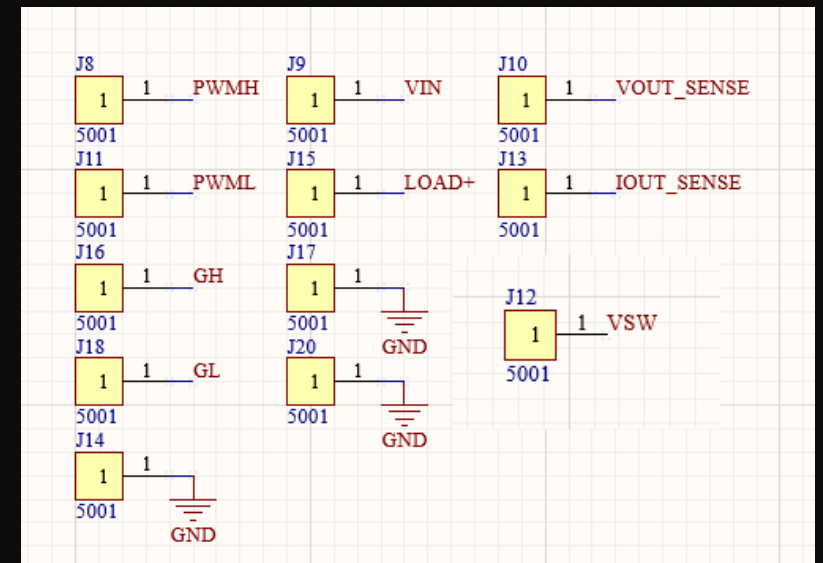 J8
1 1 PWMH
5001
J9
1 1 VIN
5001
J10
1 1 VOUT_SENSE
5001
J11
1 1 PWML
5001
J15
1 1 LOAD+
5001
J13
1 1 IOUT_SENSE
5001
J16
1 1 GH
5001
J17
1 1
5001
GND
J12
1 1 VSW
5001
J18
1 1 GL
5001
J20
1 1
5001
GND
J14
1 1
5001
GND